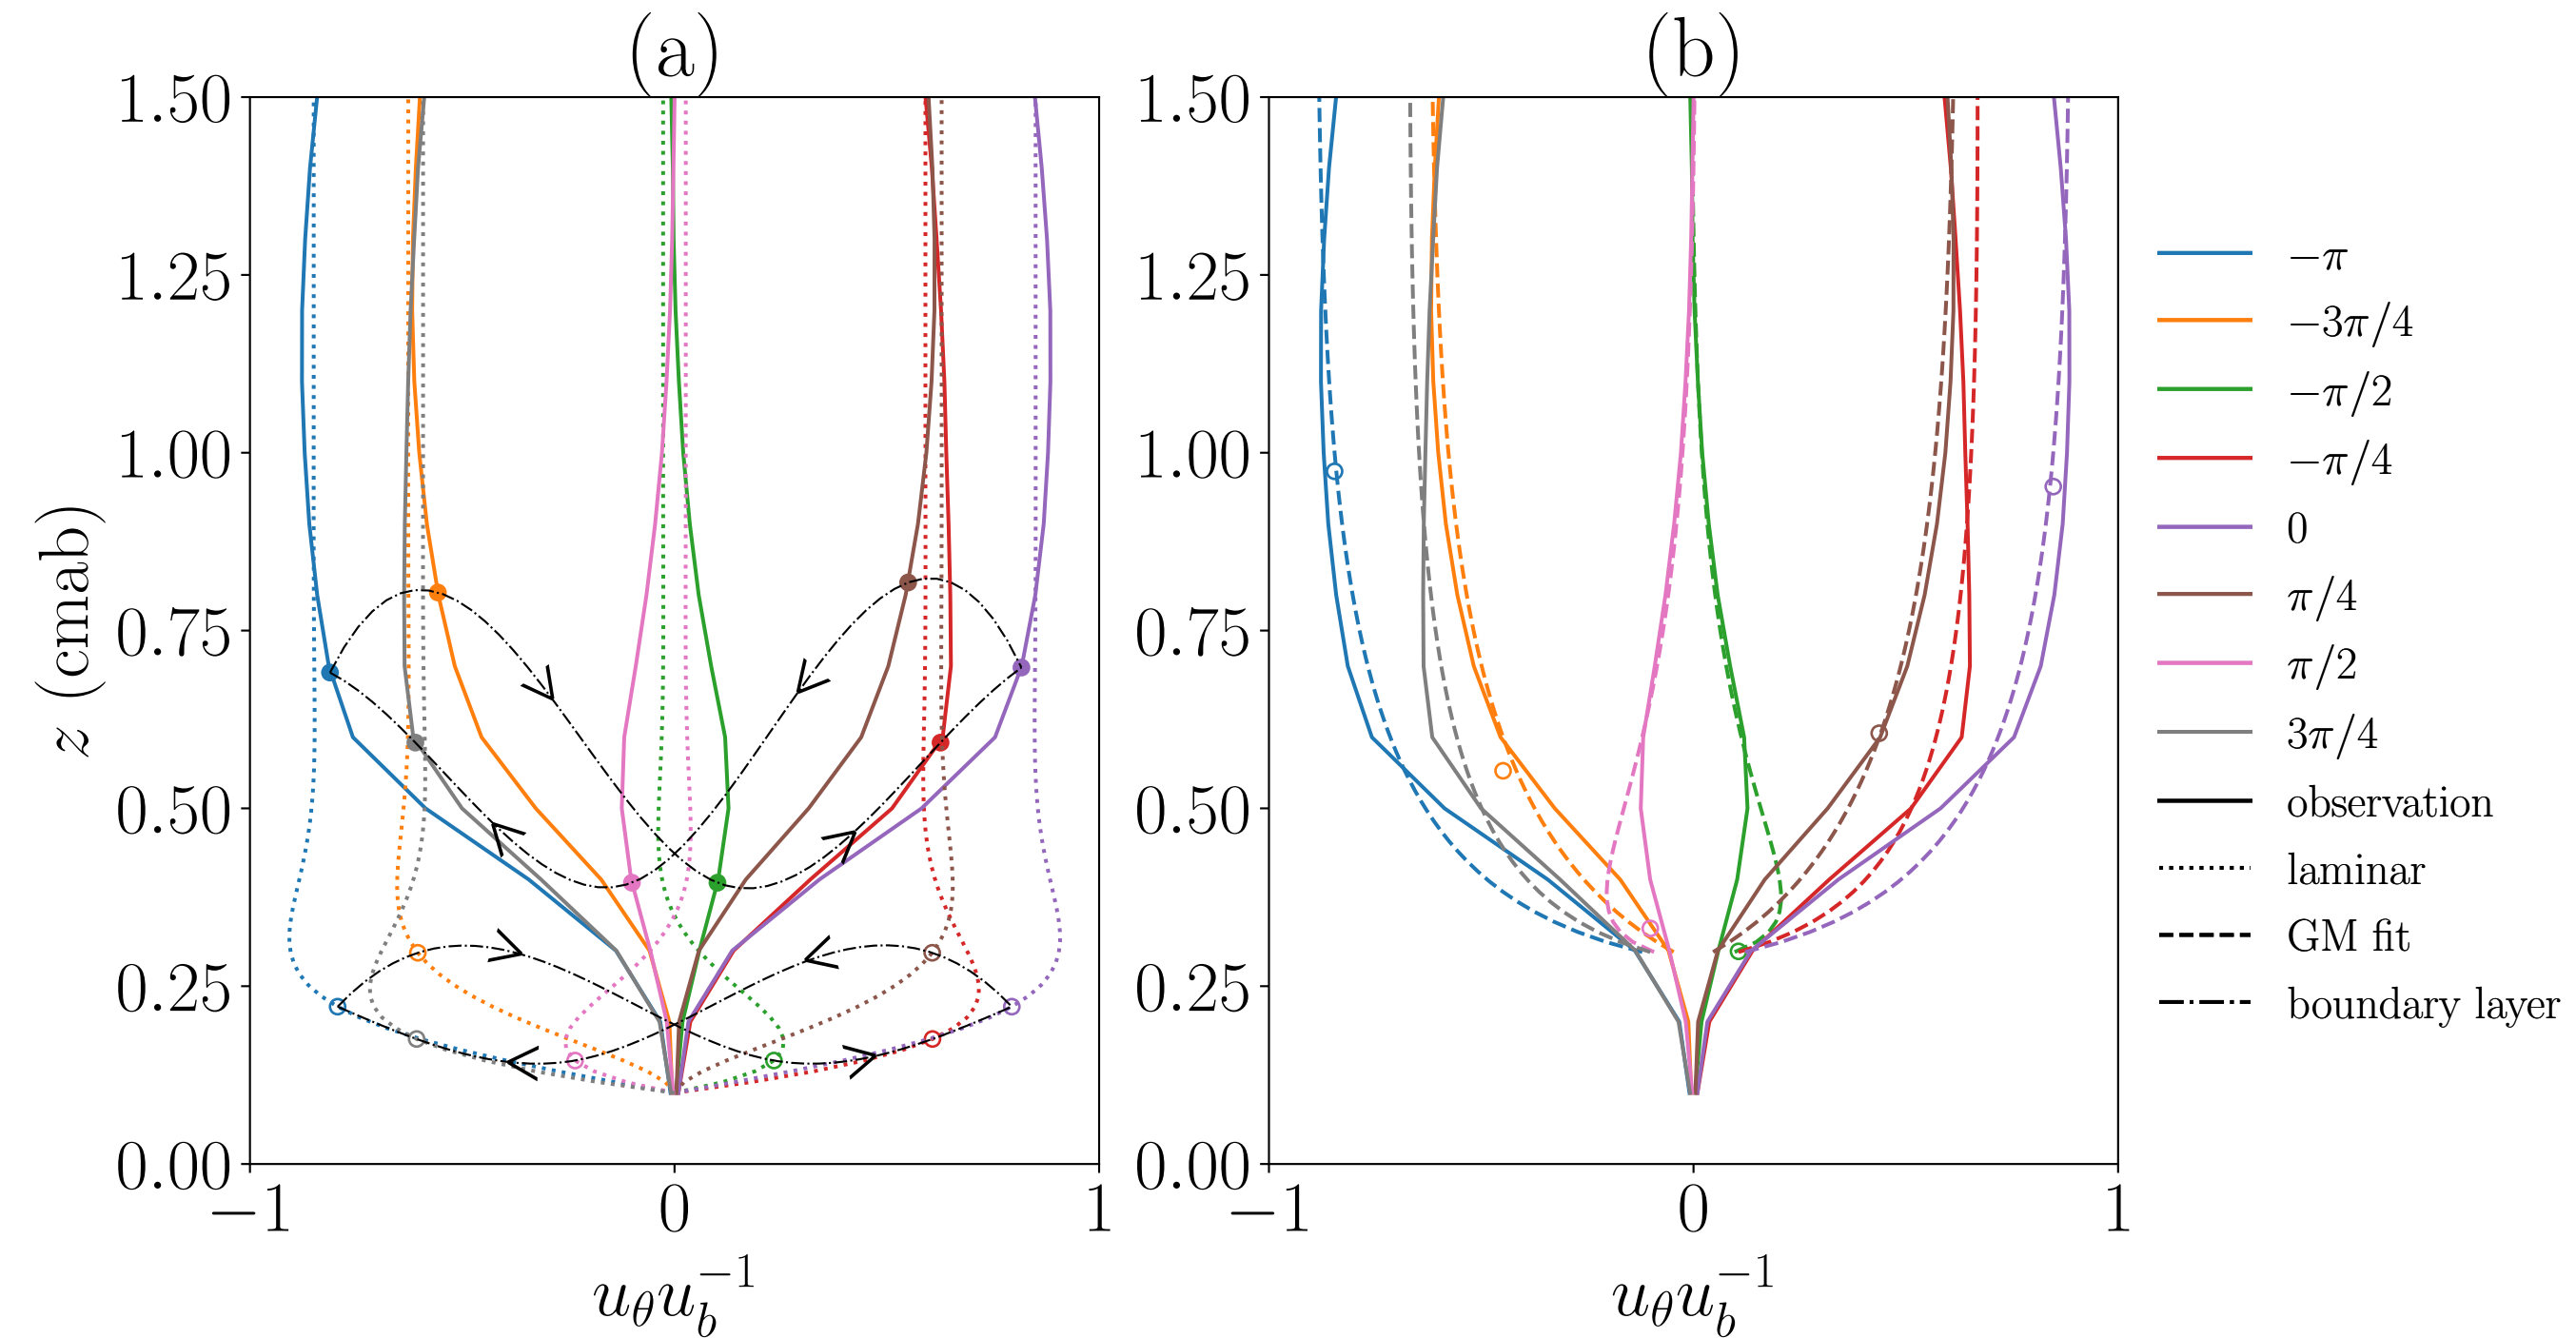 (a)
(b)
1.50
1.25
1.00
0.75
0.50
0.25
0.00
z (cmab)
−1
0
1
u_θ u_b^{−1}
1.50
1.25
1.00
0.75
0.50
0.25
0.00
−1
0
1
u_θ u_b^{−1}
−π
−3π/4
−π/2
−π/4
0
π/4
π/2
3π/4
observation
laminar
GM fit
boundary layer